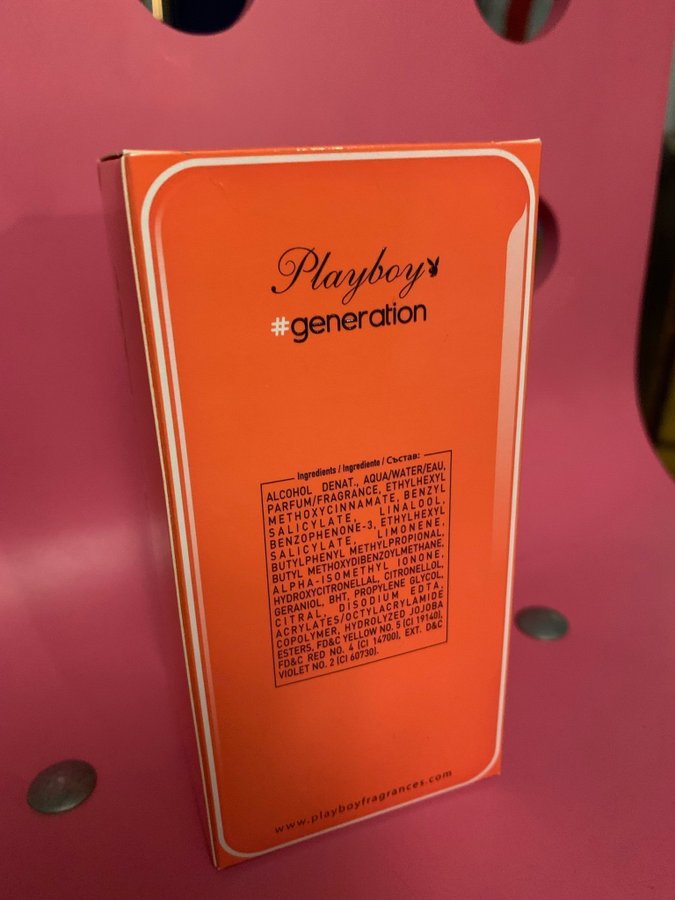 Playboy
#generation
Ingredients / Ingrediente / Състав:
ALCOHOL DENAT., AQUA/WATER/EAU,
PARFUM/FRAGRANCE, ETHYLHEXYL
METHOXYCINNAMATE, BENZYL
SALICYLATE, LINALOOL,
BENZOPHENONE-3, ETHYLHEXYL
SALICYLATE, LIMONENE,
BUTYLPHENYL METHYLPROPIONAL,
BUTYL METHOXYDIBENZOYLMETHANE,
ALPHA-ISOMETHYL IONONE,
HYDROXYCITRONELLAL, CITRONELLOL,
GERANIOL, BHT, PROPYLENE GLYCOL,
CITRAL, DISODIUM EDTA,
ACRYLATES/OCTYLACRYLAMIDE
COPOLYMER, HYDROLYZED JOJOBA
ESTERS, FD&C YELLOW NO. 5 (CI 19140),
FD&C RED NO. 4 (CI 14700), EXT. D&C
VIOLET NO. 2 (CI 60730).
www.playboyfragrances.com